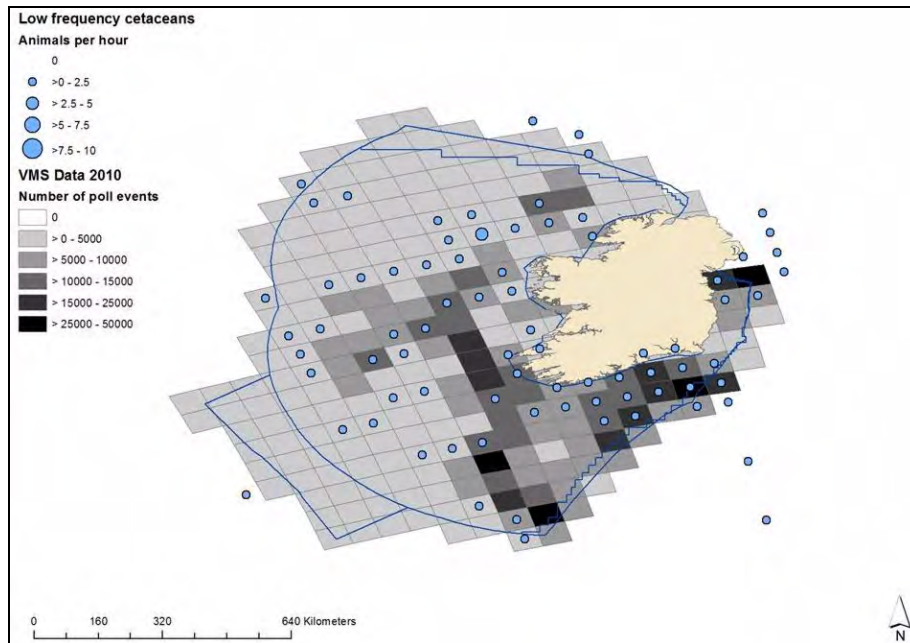 Low frequency cetaceans
Animals per hour
0
>0 - 2.5
> 2.5 - 5
>5 - 7.5
>7.5 - 10
VMS Data 2010
Number of poll events
0
> 0 - 5000
> 5000 - 10000
> 10000 - 15000
> 15000 - 25000
> 25000 - 50000
0 160 320 640 Kilometers
N